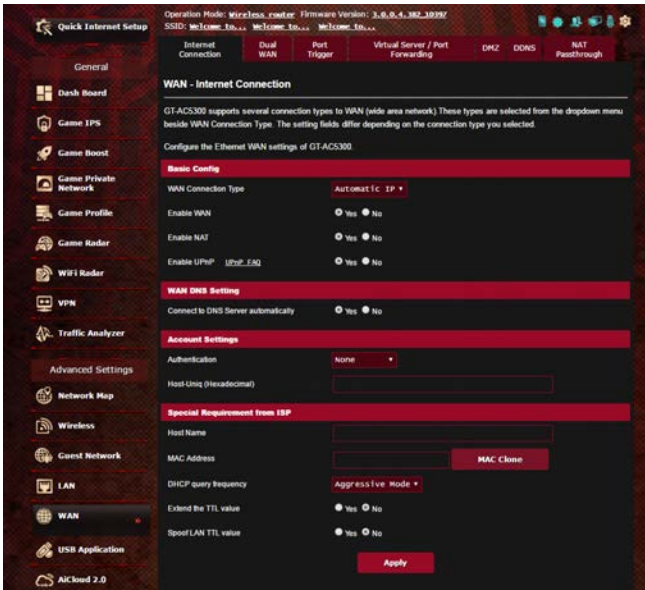 Quick Internet Setup
Operation Mode: Wireless router Firmware Version: 3.0.0.4.382_10397
SSID: Welcome to... Welcome to... Welcome to...
General
Dash Board
Game IPS
Game Boost
Game Private
Network
Game Profile
Game Radar
WiFi Radar
VPN
Traffic Analyzer
Advanced Settings
Network Map
Wireless
Guest Network
LAN
WAN
USB Application
AiCloud 2.0
Internet
Connection
Dual
WAN
Port
Trigger
Virtual Server / Port
Forwarding
DMZ
DDNS
NAT
Passthrough
WAN - Internet Connection
GT-AC5300 supports several connection types to WAN (wide area network).These types are selected from the dropdown menu
beside WAN Connection Type. The setting fields differ depending on the connection type you selected.
Configure the Ethernet WAN settings of GT-AC5300.
Basic Config
WAN Connection Type Automatic IP
Enable WAN Yes No
Enable NAT Yes No
Enable UPnP UPnP FAQ Yes No
WAN DNS Setting
Connect to DNS Server automatically Yes No
Account Settings
Authentication None
Host-Uniq (Hexadecimal)
Special Requirement from ISP
Host Name
MAC Address MAC Clone
DHCP query frequency Aggressive Mode
Extend the TTL value Yes No
Spoof LAN TTL value Yes No
Apply